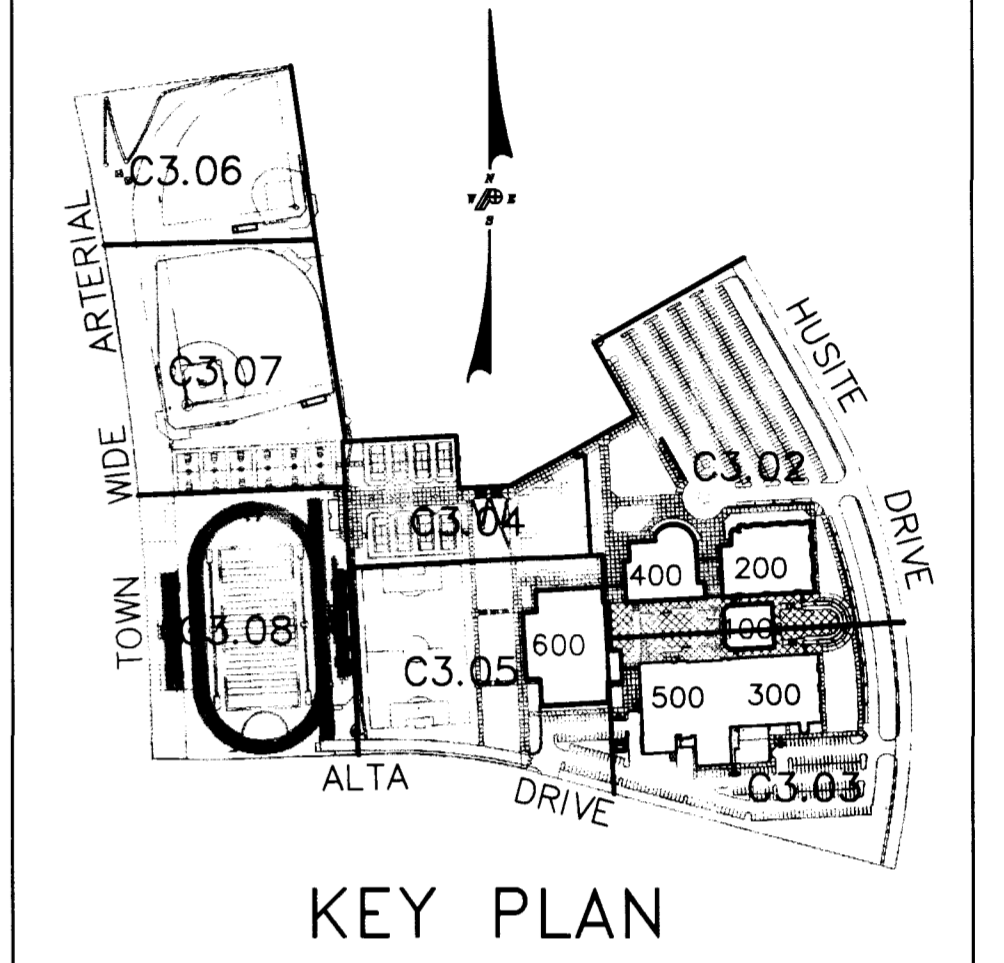 N
W E
S
C3.06
TOWN WIDE ARTERIAL
C3.07
HUSITE DRIVE
C3.02
C3.04
400
200
C3.08
100
600
C3.05
500
300
C3.03
ALTA DRIVE
KEY PLAN